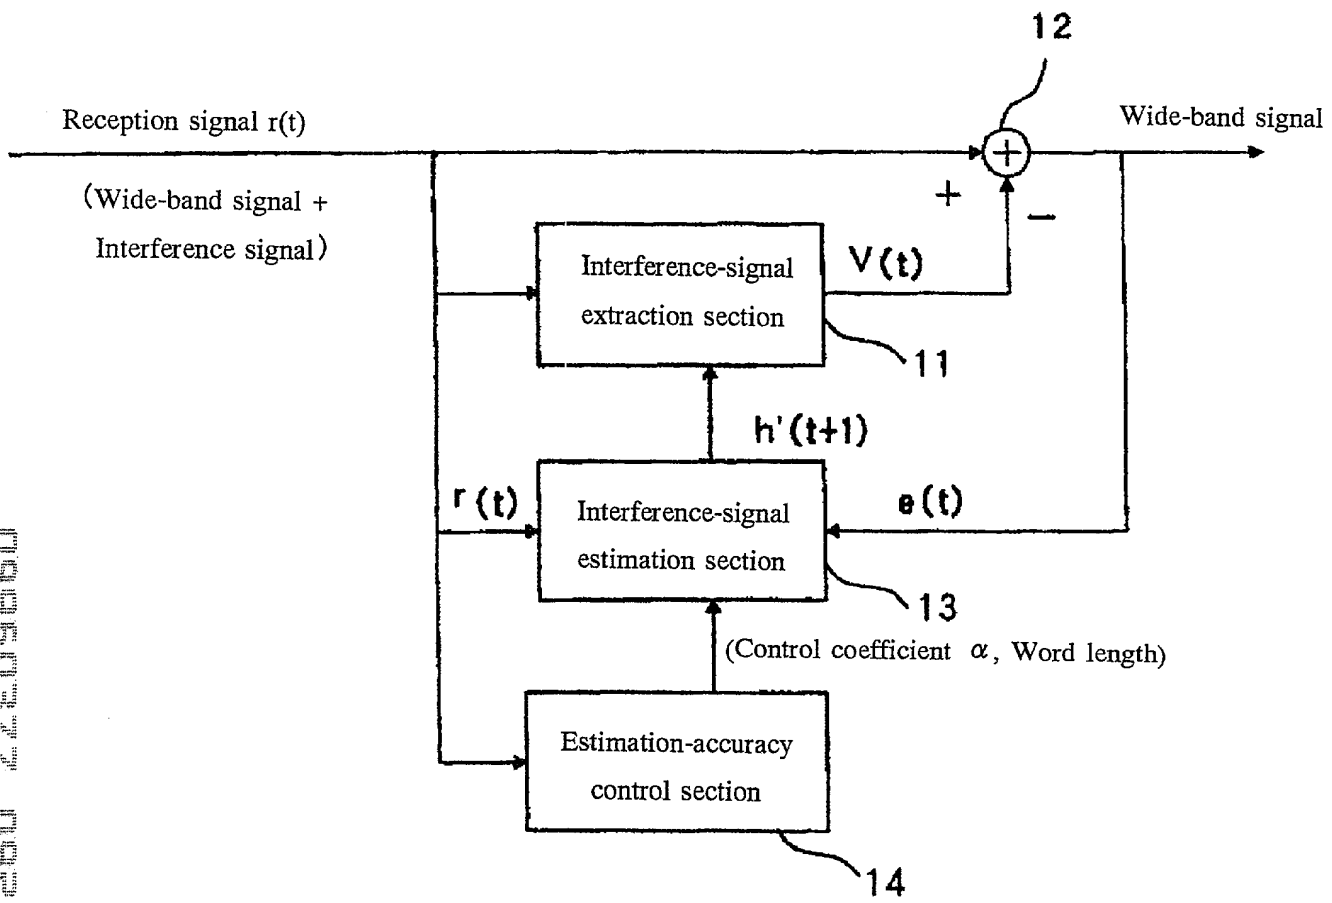 12
Reception signal r(t)
Wide-band signal
(Wide-band signal +
Interference signal)
+
+
−
Interference-signal
extraction section
V(t)
11
h'(t+1)
r(t)
Interference-signal
estimation section
e(t)
13
(Control coefficient α, Word length)
Estimation-accuracy
control section
14